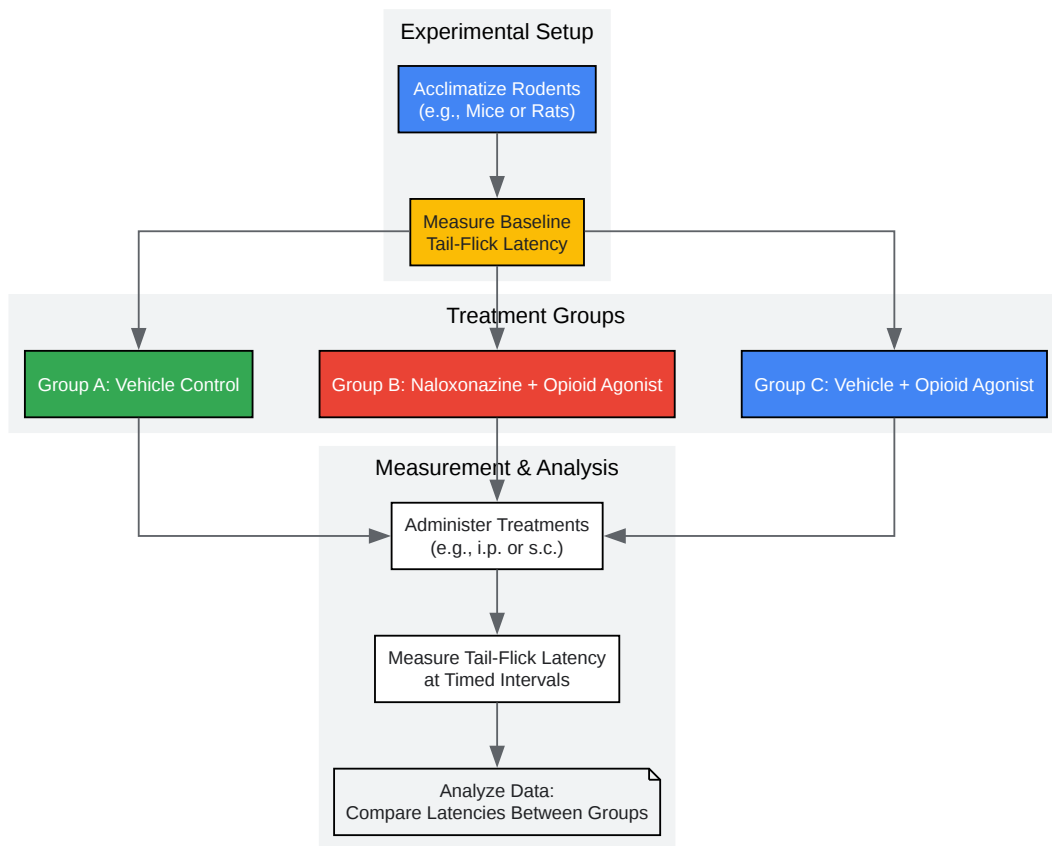 Experimental Setup
Acclimatize Rodents
(e.g., Mice or Rats)
Measure Baseline
Tail-Flick Latency
Treatment Groups
Group A: Vehicle Control
Group B: Naloxonazine + Opioid Agonist
Group C: Vehicle + Opioid Agonist
Measurement & Analysis
Administer Treatments
(e.g., i.p. or s.c.)
Measure Tail-Flick Latency
at Timed Intervals
Analyze Data:
Compare Latencies Between Groups